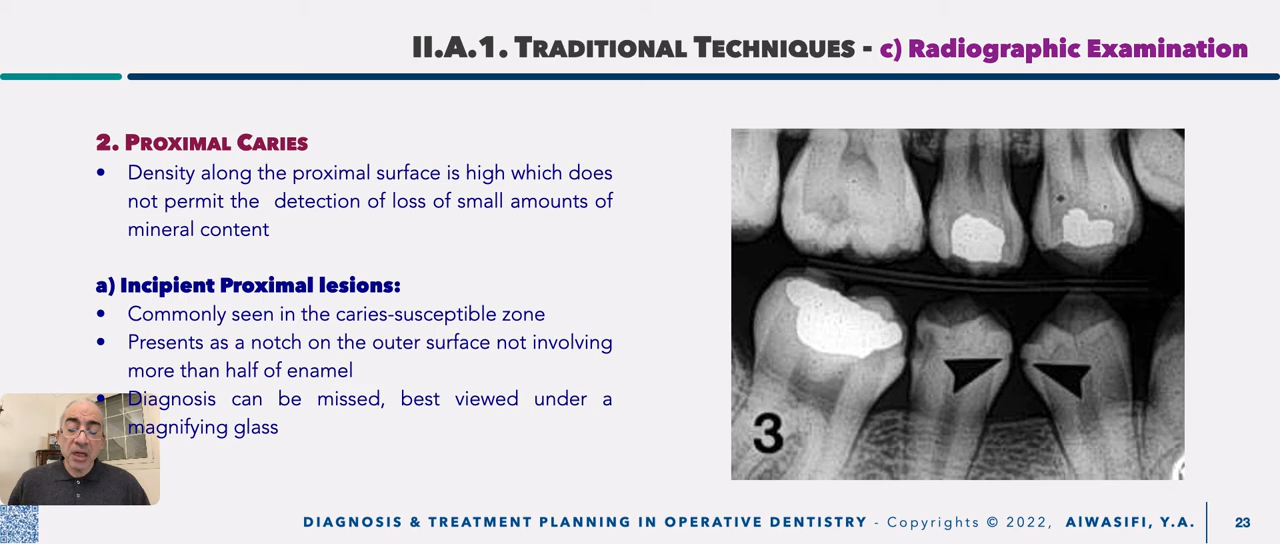 II.A.1. TRADITIONAL TECHNIQUES - c) Radiographic Examination
2. PROXIMAL CARIES
• Density along the proximal surface is high which does
not permit the detection of loss of small amounts of
mineral content
a) Incipient Proximal lesions:
• Commonly seen in the caries-susceptible zone
• Presents as a notch on the outer surface not involving
more than half of enamel
• Diagnosis can be missed, best viewed under a
magnifying glass
3
DIAGNOSIS & TREATMENT PLANNING IN OPERATIVE DENTISTRY - Copyrights © 2022, AlWASIFI, Y.A.
23